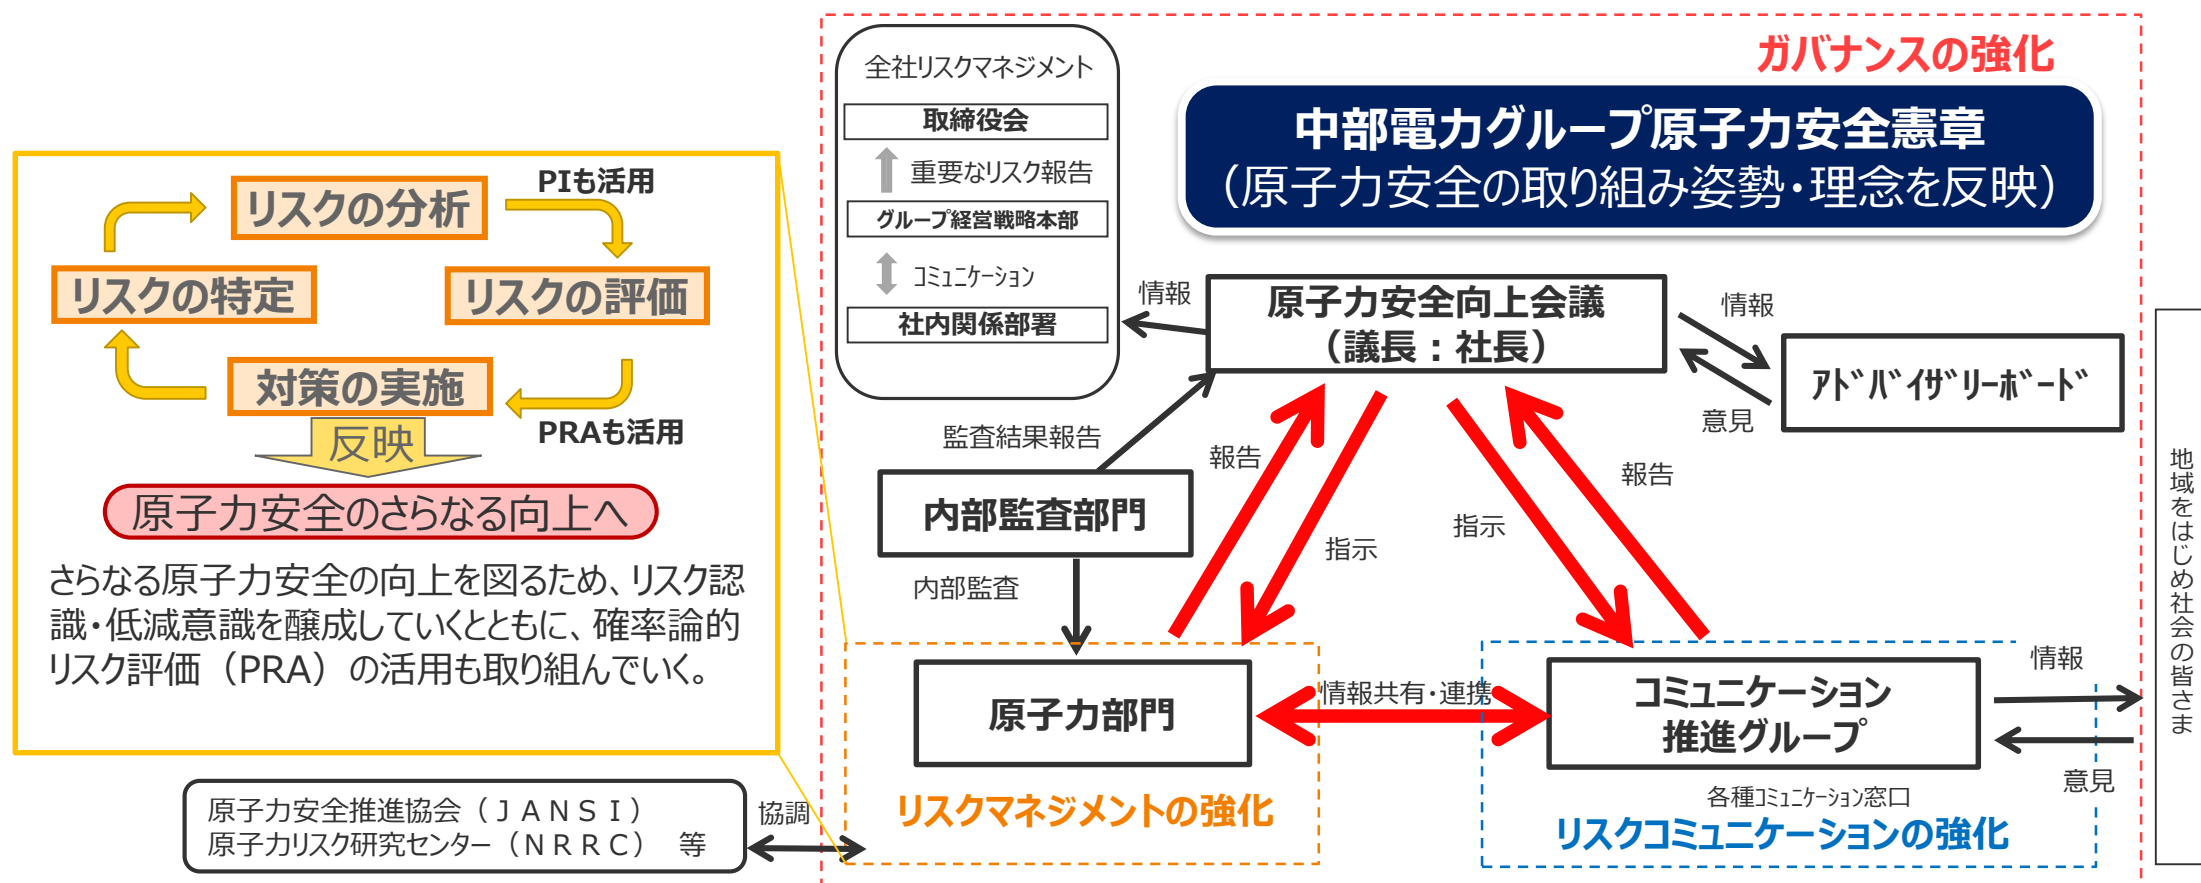 ガバナンスの強化
中部電力グループ原子力安全憲章
（原子力安全の取り組み姿勢・理念を反映）
全社リスクマネジメント
取締役会
重要なリスク報告
グループ経営戦略本部
コミュニケーション
社内関係部署
情報
原子力安全向上会議
（議長：社長）
情報
意見
アドバイザリーボード
監査結果報告
内部監査部門
内部監査
報告
指示
指示
報告
原子力部門
リスクマネジメントの強化
情報共有・連携
コミュニケーション
推進グループ
各種コミュニケーション窓口
リスクコミュニケーションの強化
情報
意見
地域をはじめ社会の皆さま
リスクの分析
PIも活用
リスクの特定
リスクの評価
対策の実施
PRAも活用
反映
原子力安全のさらなる向上へ
さらなる原子力安全の向上を図るため、リスク認
識・低減意識を醸成していくとともに、確率論的
リスク評価（PRA）の活用も取り組んでいく。
原子力安全推進協会（ＪＡＮＳＩ）
原子力リスク研究センター（ＮＲＲＣ）　等
協調